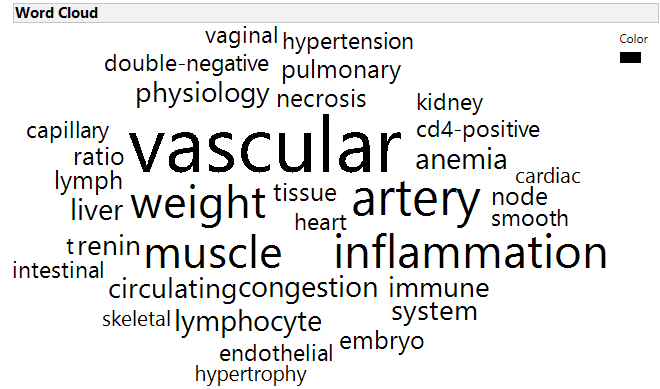 Word Cloud
Color
vaginal hypertension
double-negative pulmonary
physiology necrosis
kidney
capillary vascular cd4-positive
ratio anemia
lymph cardiac
liver weight tissue artery node
heart smooth
t renin muscle inflammation
intestinal
circulating congestion immune
skeletal lymphocyte system
endothelial embryo
hypertrophy